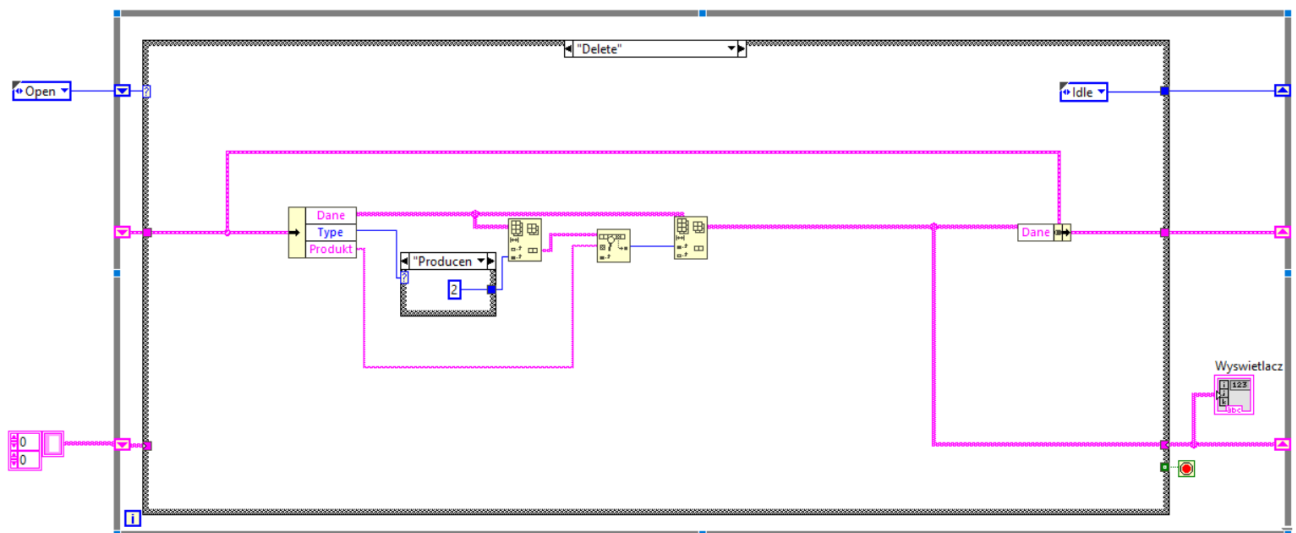 "Delete"
Open
Idle
Dane
Type
Produkt
"Producen
2
Dane
Wyswietlacz
123
abc
0
0
i